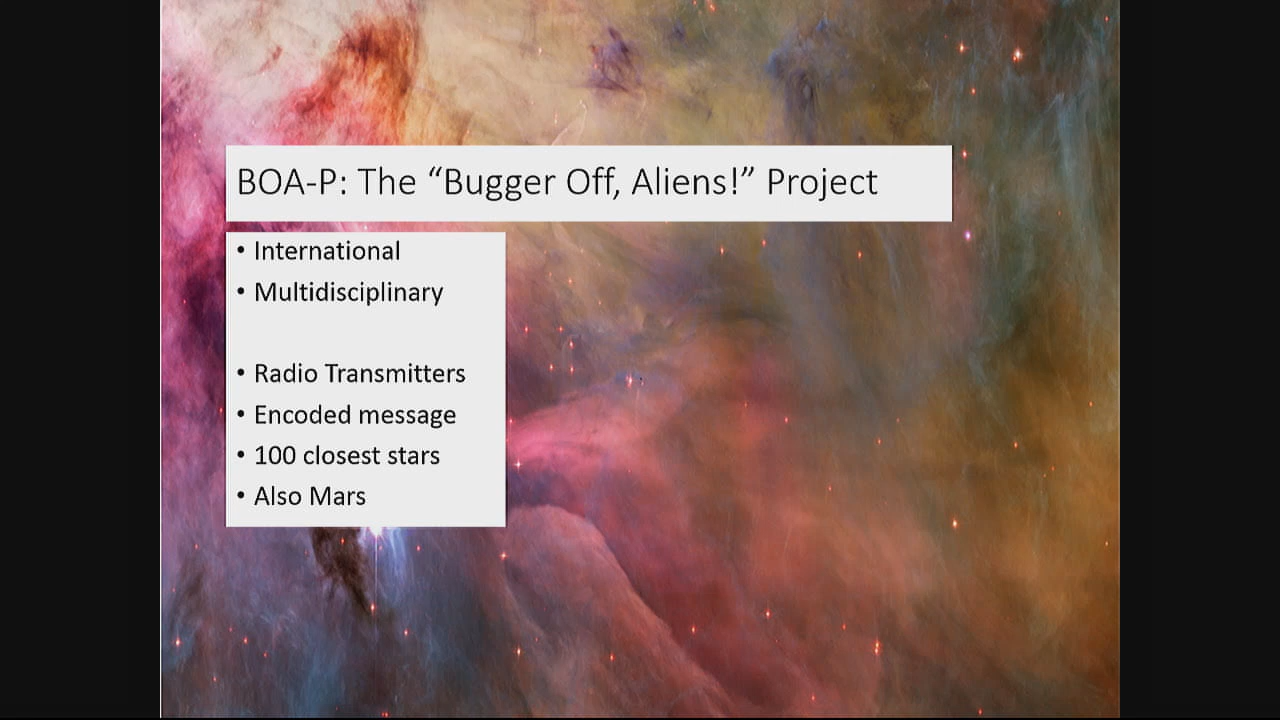 BOA-P: The “Bugger Off, Aliens!” Project
• International
• Multidisciplinary
• Radio Transmitters
• Encoded message
• 100 closest stars
• Also Mars